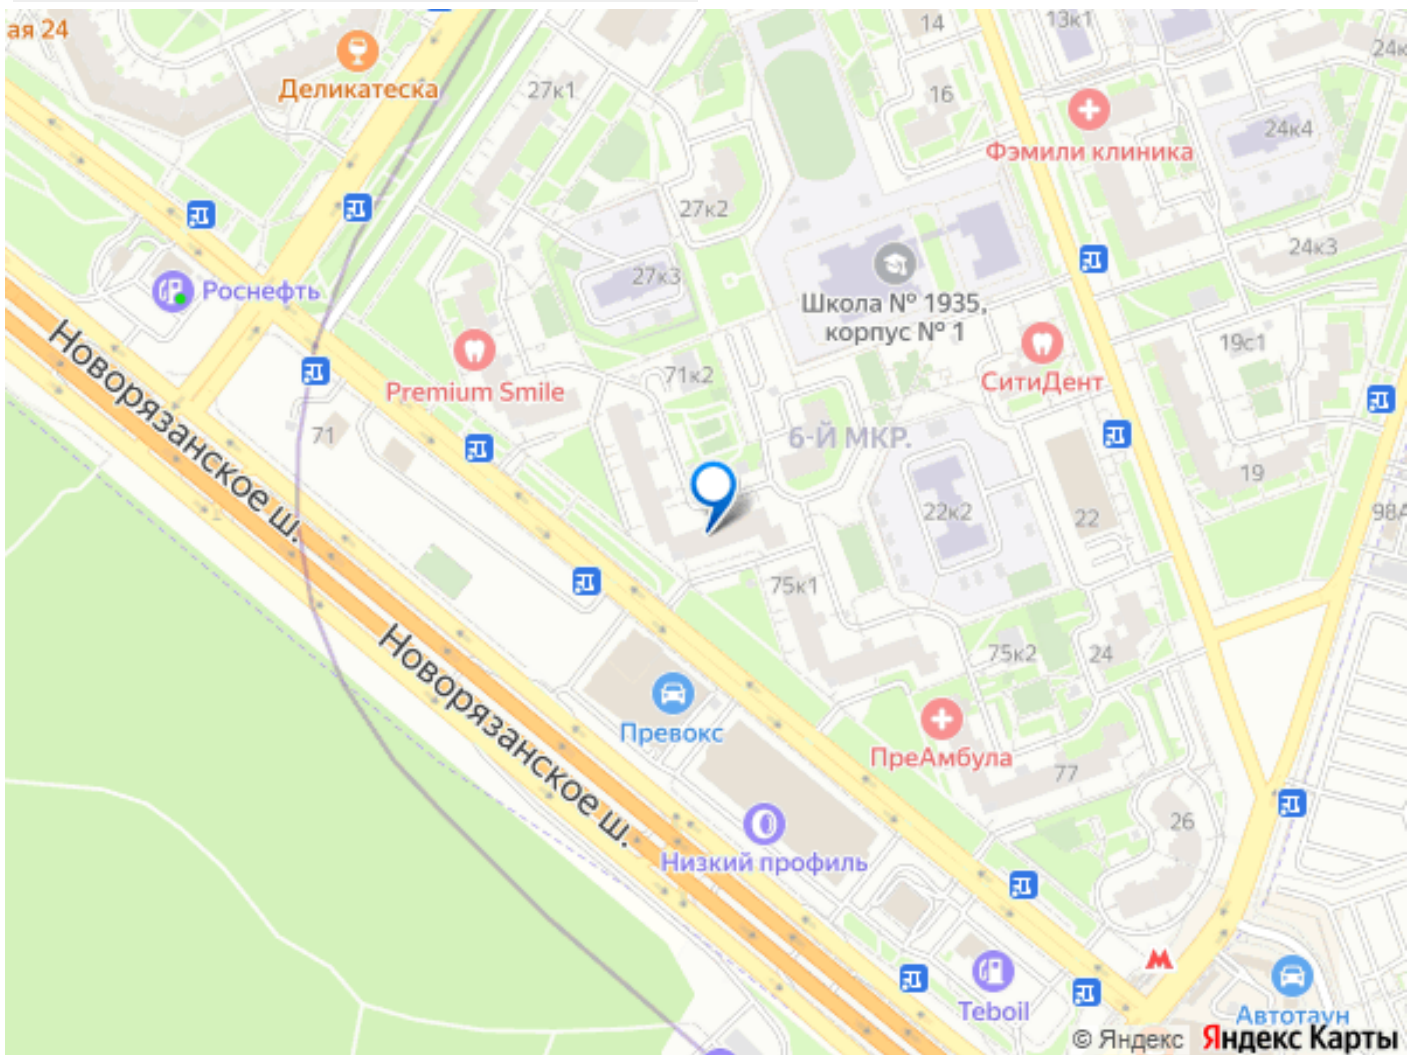 ая 24
Деликатеска
14
13к1
24к
27к1
16
24к4
Фэмили клиника
27к2
24к3
27к3
Роснефть
Школа № 1935,
корпус № 1
Новорязанское ш.
19с1
71к2
СитиДент
Premium Smile
71
6-Й МКР.
19
22к2
22
98А
75к1
75к2
24
Новорязанское ш.
Превокс
ПреАмбула
77
26
Низкий профиль
М
Teboil
Автотаун
© Яндекс Яндекс Карты